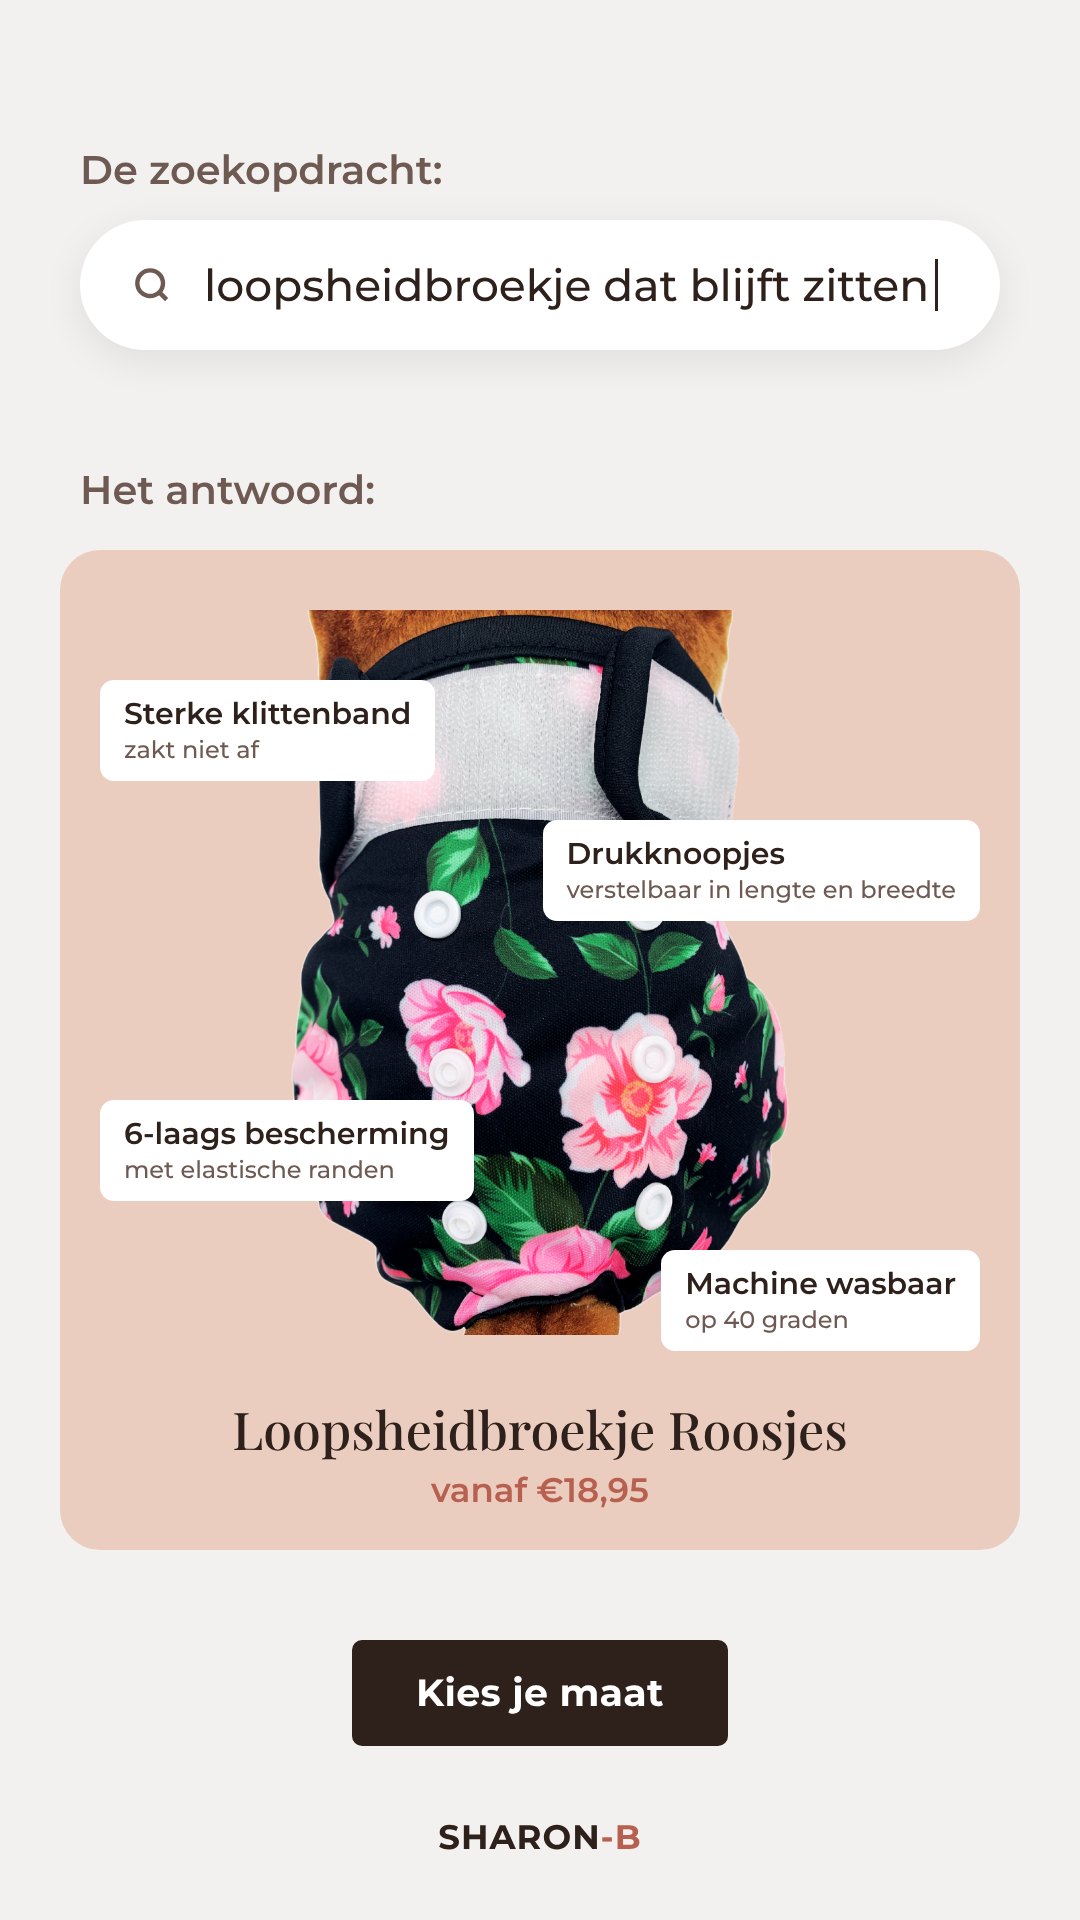 De zoekopdracht:
loopsheidbroekje dat blijft zitten
Het antwoord:
Sterke klittenband
zakt niet af
Drukknoopjes
verstelbaar in lengte en breedte
6-laags bescherming
met elastische randen
Machine wasbaar
op 40 graden
Loopsheidbroekje Roosjes
vanaf €18,95
Kies je maat
SHARON-B